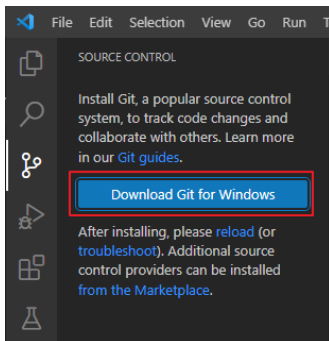 File Edit Selection View Go Run
SOURCE CONTROL
Install Git, a popular source control
system, to track code changes and
collaborate with others. Learn more
in our Git guides.
Download Git for Windows
After installing, please reload (or
troubleshoot). Additional source
control providers can be installed
from the Marketplace.